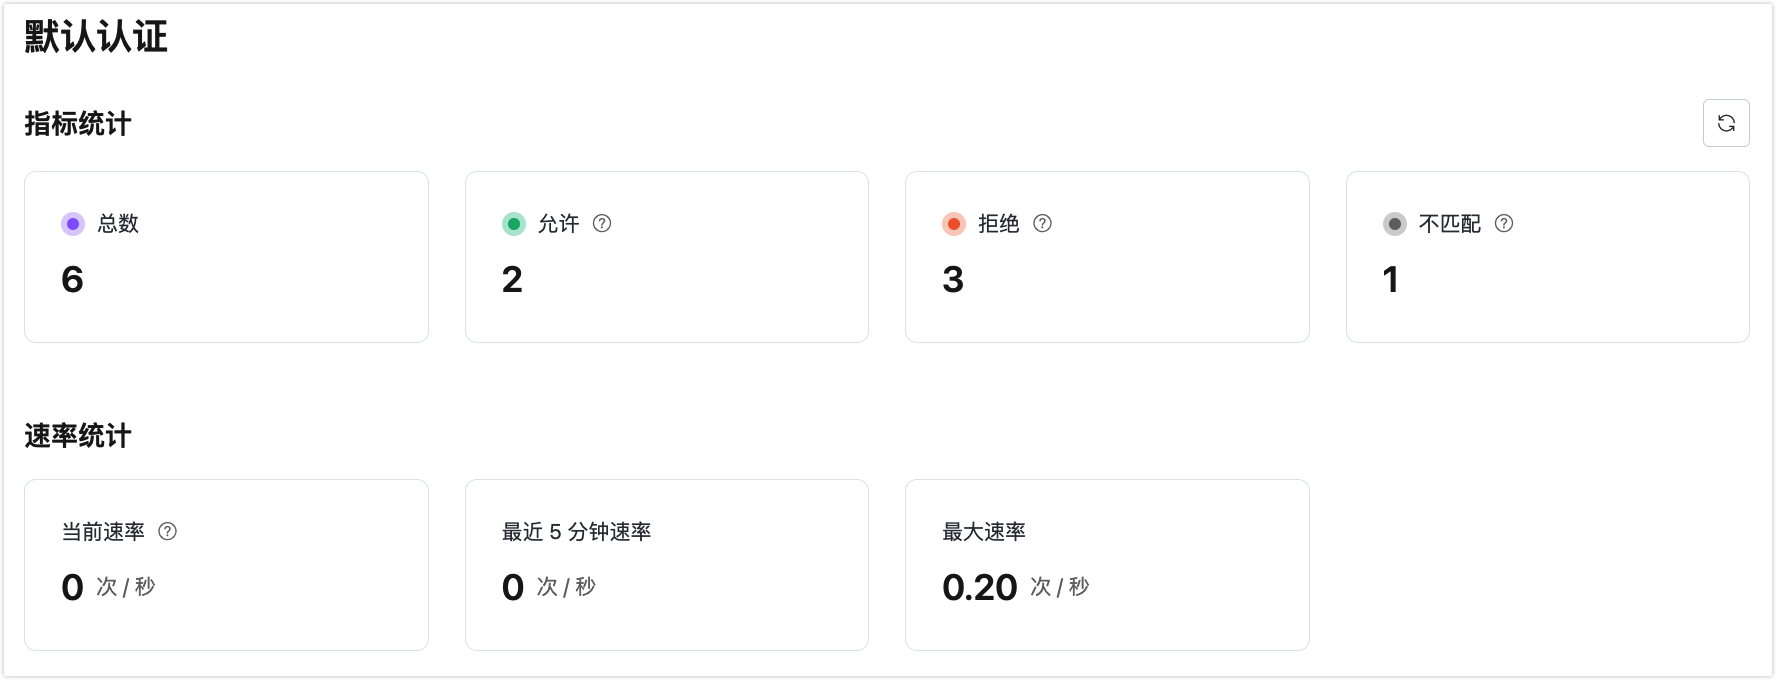 默认认证
指标统计
总数
6
允许
2
拒绝
3
不匹配
1
速率统计
当前速率
0 次 / 秒
最近 5 分钟速率
0 次 / 秒
最大速率
0.20 次 / 秒